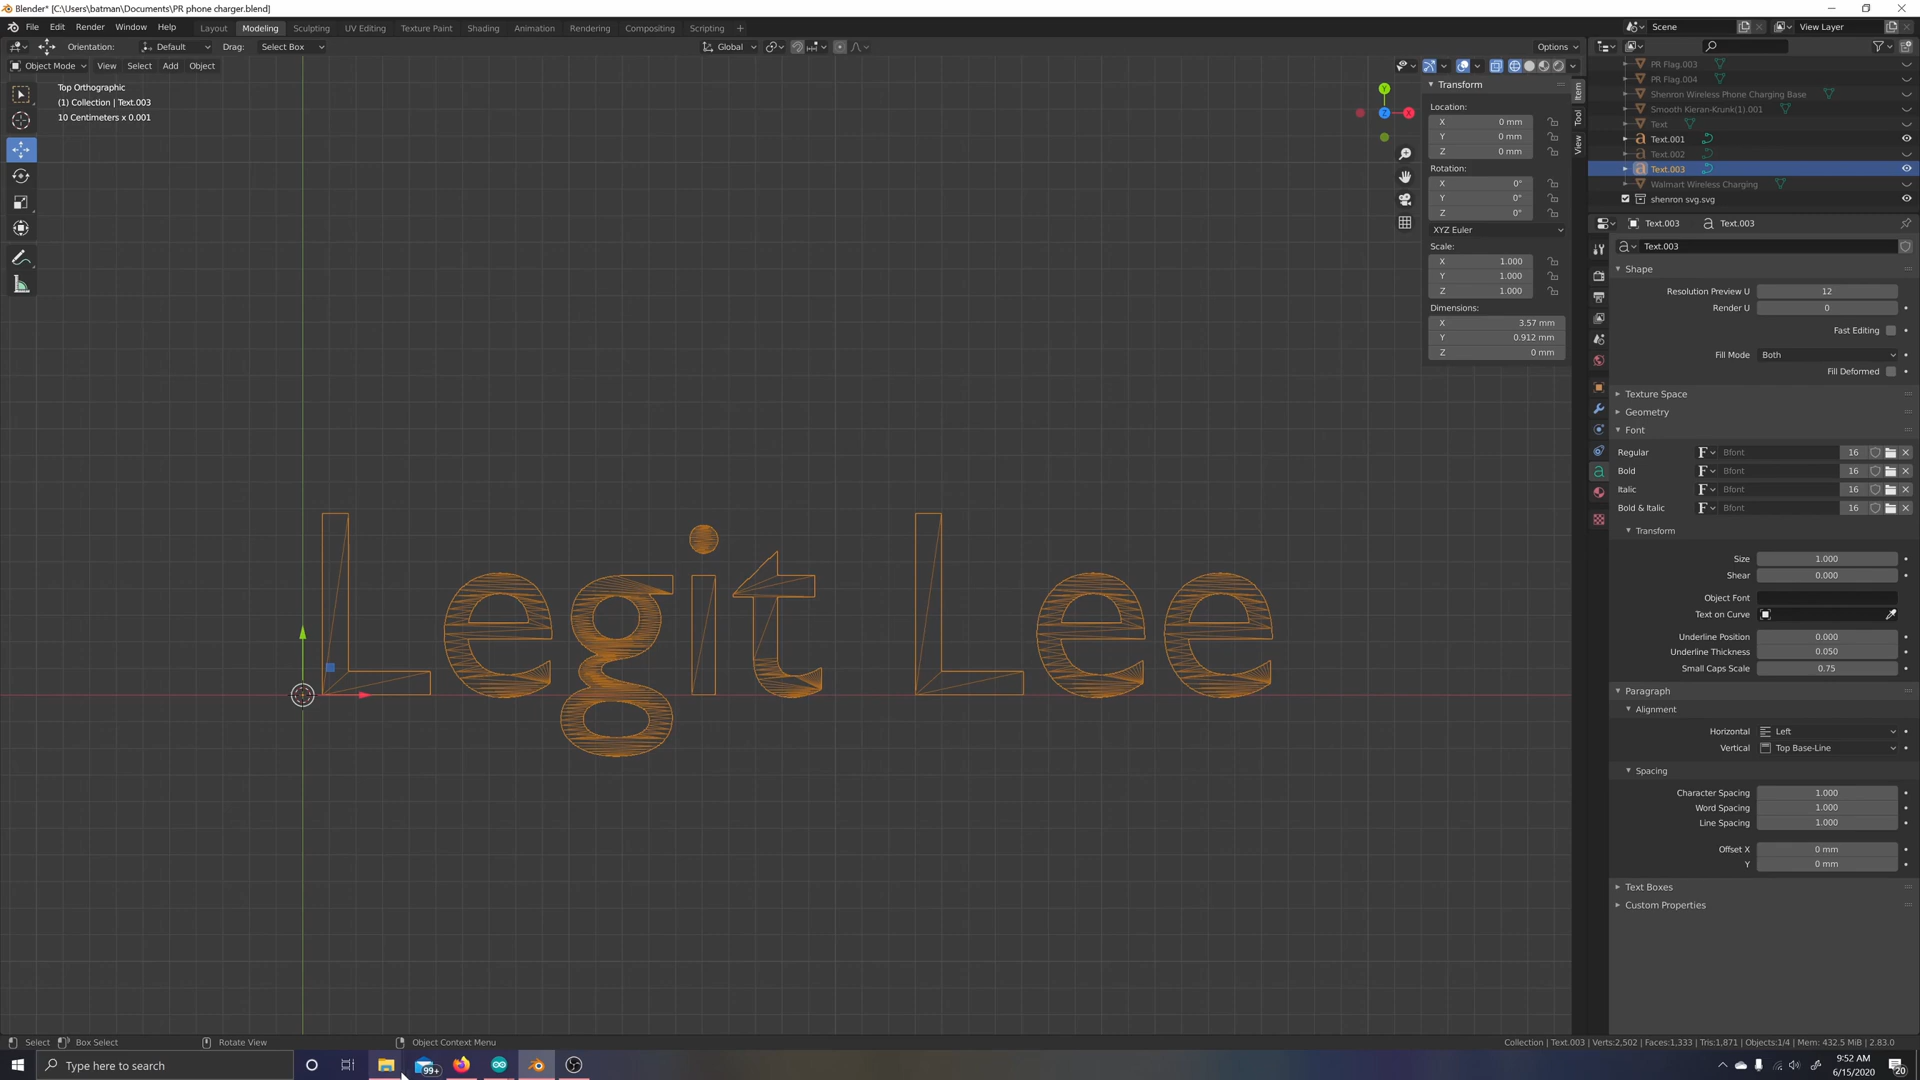 Blender* [C:\Users\batman\Documents\PR phone charger.blend]
File Edit Render Window Help
Layout Modeling Sculpting UV Editing Texture Paint Shading Animation Rendering Compositing Scripting +
Scene
View Layer
Orientation: Default Drag: Select Box
Global
Options
Object Mode View Select Add Object
Top Orthographic
(1) Collection | Text.003
10 Centimeters x 0.001
Y
X
Z
Legit Lee
Transform
Location:
X 0 mm
Y 0 mm
Z 0 mm
Rotation:
X 0°
Y 0°
Z 0°
XYZ Euler
Scale:
X 1.000
Y 1.000
Z 1.000
Dimensions:
X 3.57 mm
Y 0.912 mm
Z 0 mm
Item
Tool
View
PR Flag.003
PR Flag.004
Shenron Wireless Phone Charging Base
Smooth Kieran-Krunk(1).001
Text
Text.001
Text.002
Text.003
Walmart Wireless Charging
shenron svg.svg
Text.003 Text.003
Text.003
Shape
Resolution Preview U 12
Render U 0
Fast Editing
Fill Mode Both
Fill Deformed
Texture Space
Geometry
Font
Regular F Bfont 16
Bold F Bfont 16
Italic F Bfont 16
Bold & Italic F Bfont 16
Transform
Size 1.000
Shear 0.000
Object Font
Text on Curve
Underline Position 0.000
Underline Thickness 0.050
Small Caps Scale 0.75
Paragraph
Alignment
Horizontal Left
Vertical Top Base-Line
Spacing
Character Spacing 1.000
Word Spacing 1.000
Line Spacing 1.000
Offset X 0 mm
Y 0 mm
Text Boxes
Custom Properties
Select Box Select Rotate View Object Context Menu
Collection | Text.003 | Verts:2,502 | Faces:1,333 | Tris:1,871 | Objects:1/4 | Mem: 432.5 MiB | 2.83.0
Type here to search
99+
9:52 AM
6/15/2020
20